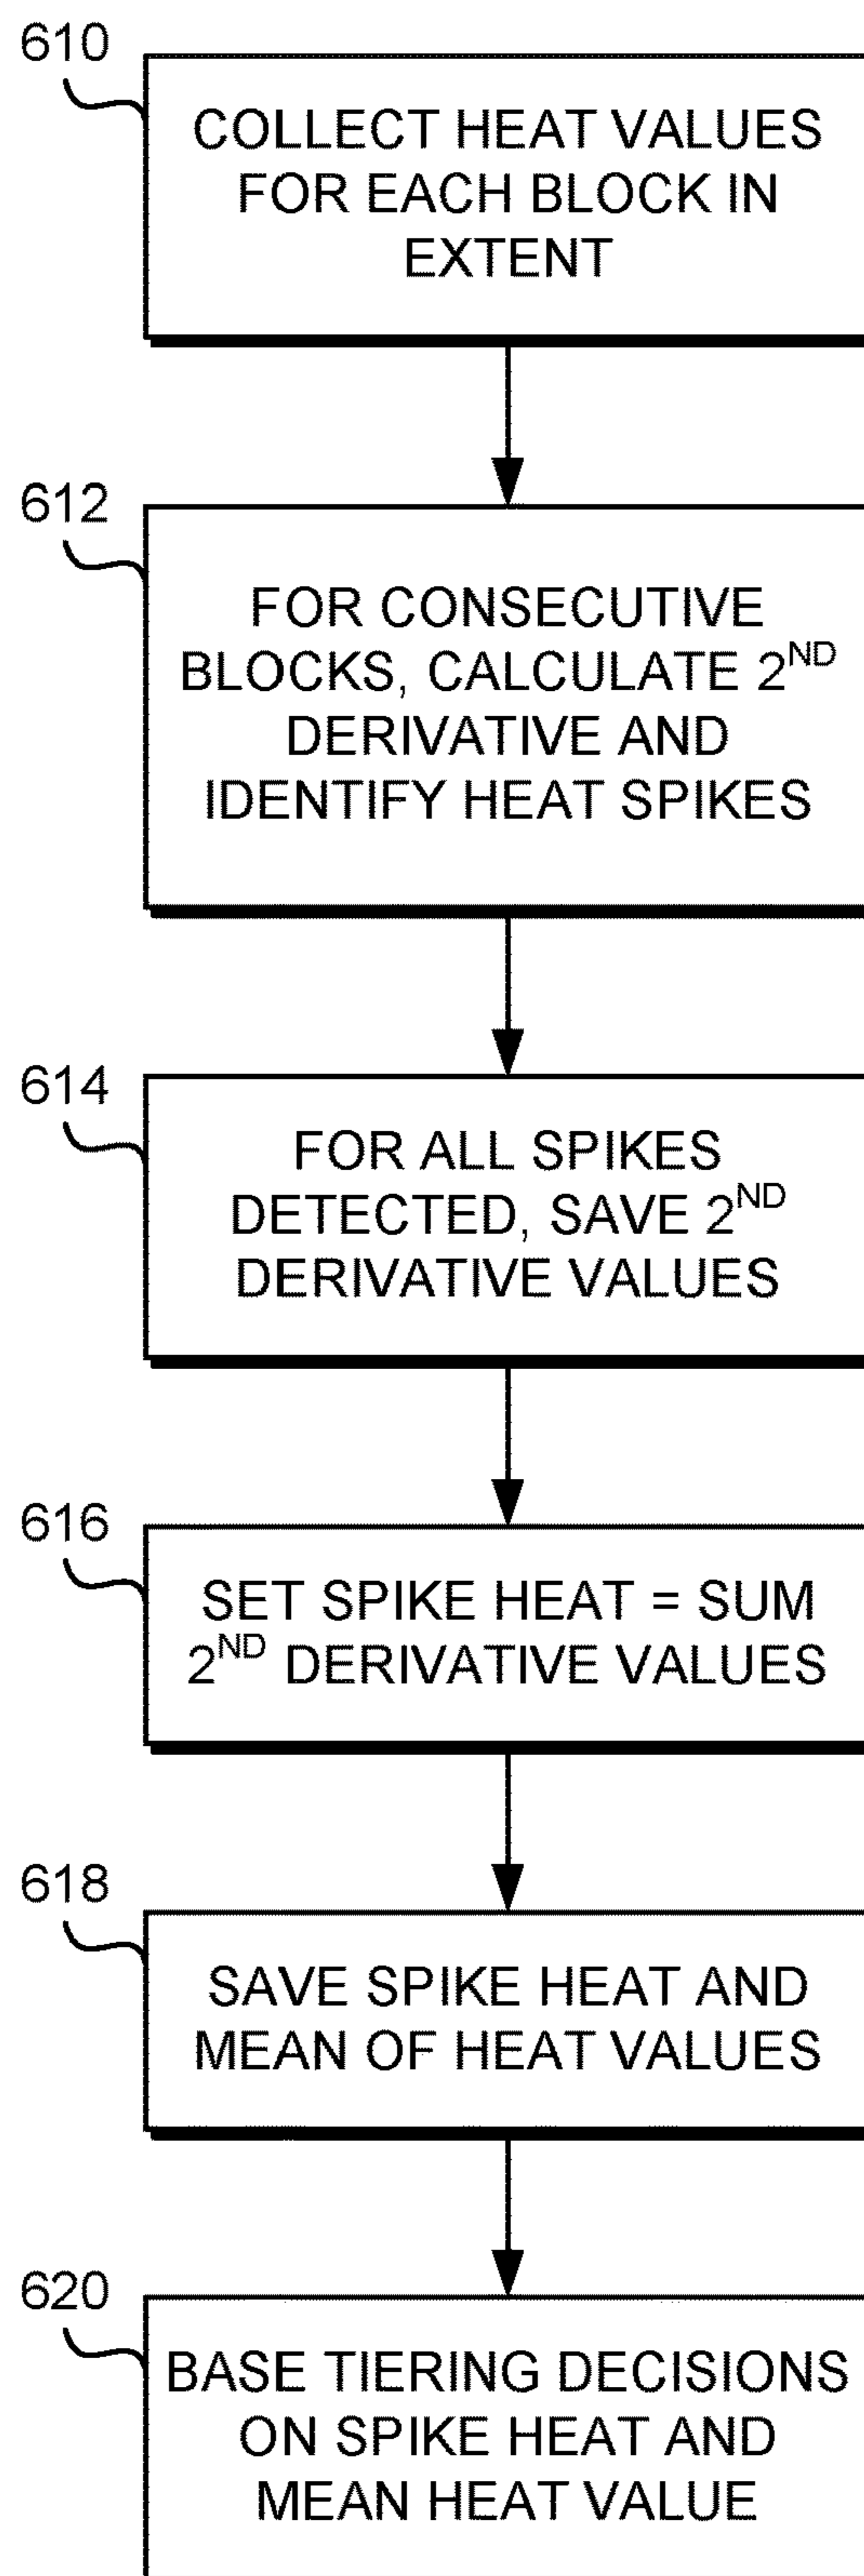 610
COLLECT HEAT VALUES
FOR EACH BLOCK IN
EXTENT
612
FOR CONSECUTIVE
BLOCKS, CALCULATE 2ND
DERIVATIVE AND
IDENTIFY HEAT SPIKES
614
FOR ALL SPIKES
DETECTED, SAVE 2ND
DERIVATIVE VALUES
616
SET SPIKE HEAT = SUM
2ND DERIVATIVE VALUES
618
SAVE SPIKE HEAT AND
MEAN OF HEAT VALUES
620
BASE TIERING DECISIONS
ON SPIKE HEAT AND
MEAN HEAT VALUE